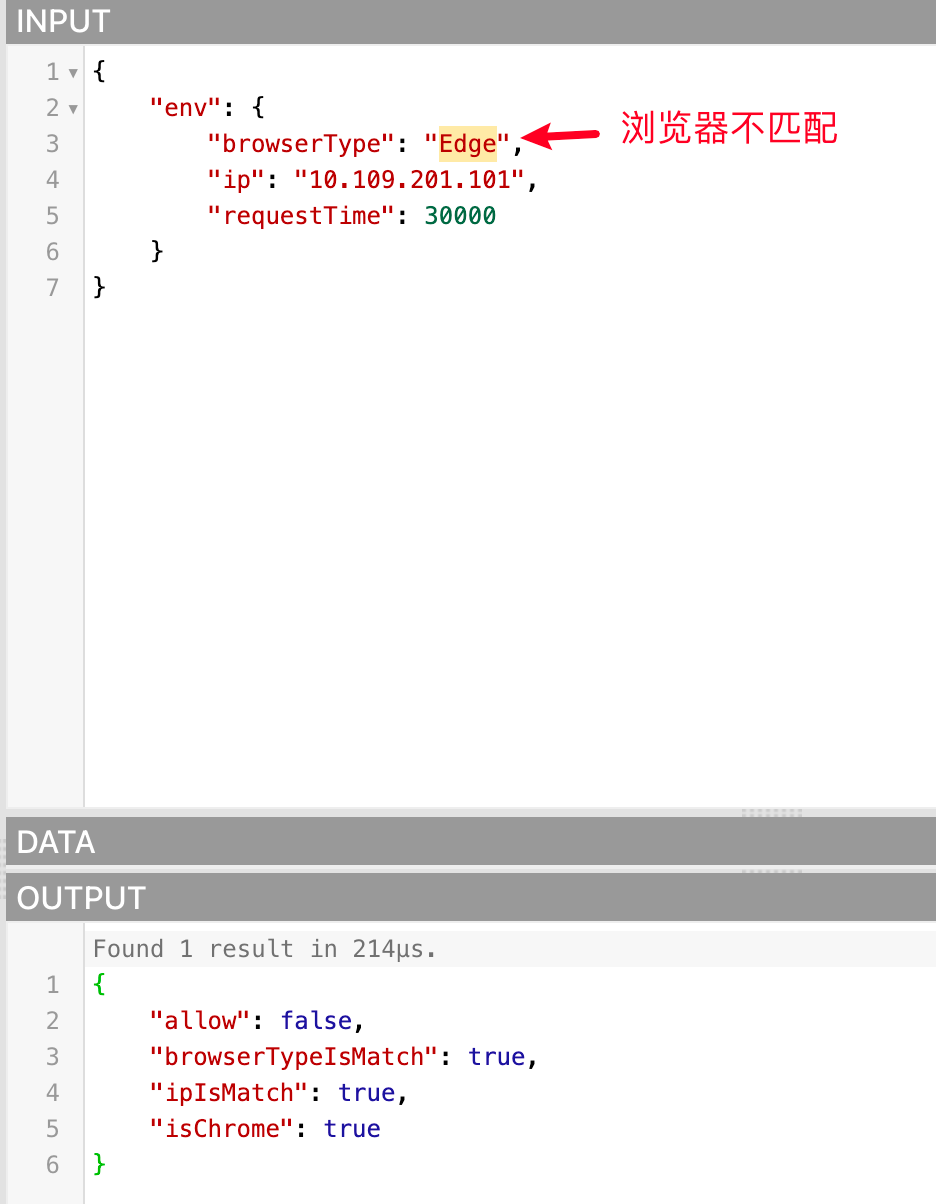 INPUT
1 {
2 "env": {
3 "browserType": "Edge", 浏览器不匹配
4 "ip": "10.109.201.101",
5 "requestTime": 30000
6 }
7 }
DATA
OUTPUT
Found 1 result in 214µs.
1 {
2 "allow": false,
3 "browserTypeIsMatch": true,
4 "ipIsMatch": true,
5 "isChrome": true
6 }